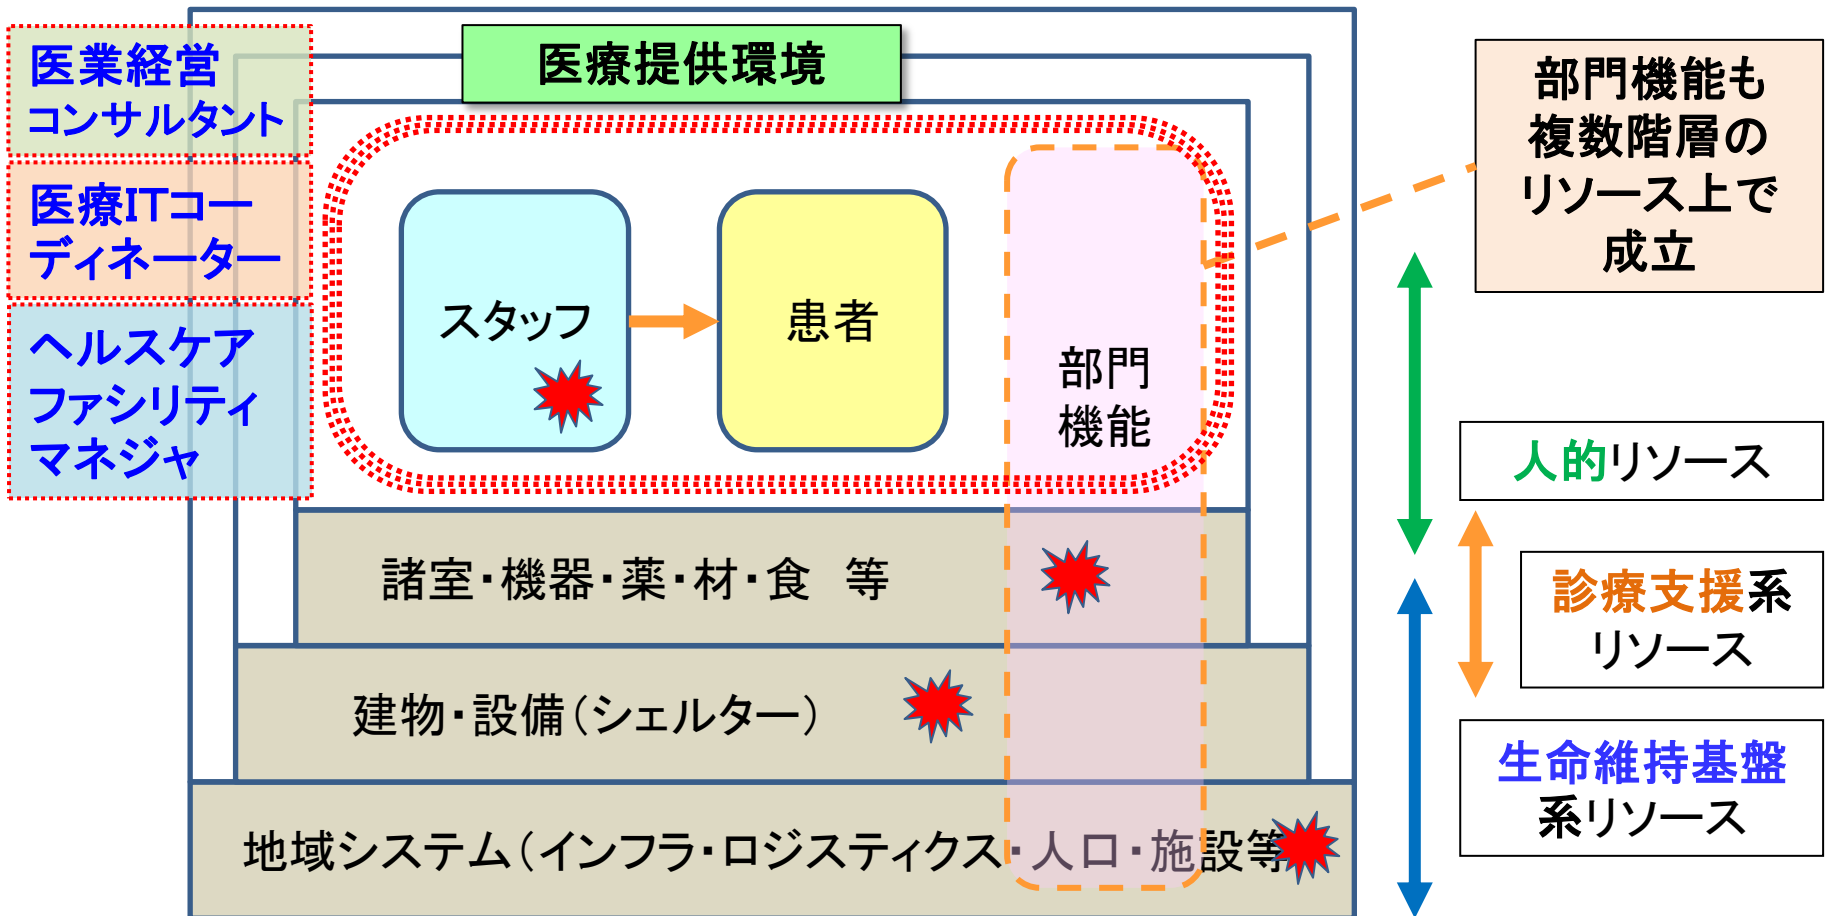 医業経営
コンサルタント
医療ITコー
ディネーター
ヘルスケア
ファシリティ
マネジャ
医療提供環境
スタッフ
患者
部門
機能
諸室・機器・薬・材・食　等
建物・設備（シェルター）
地域システム（インフラ・ロジスティクス・人口・施設等
部門機能も
複数階層の
リソース上で
成立
人的リソース
診療支援系
リソース
生命維持基盤
系リソース